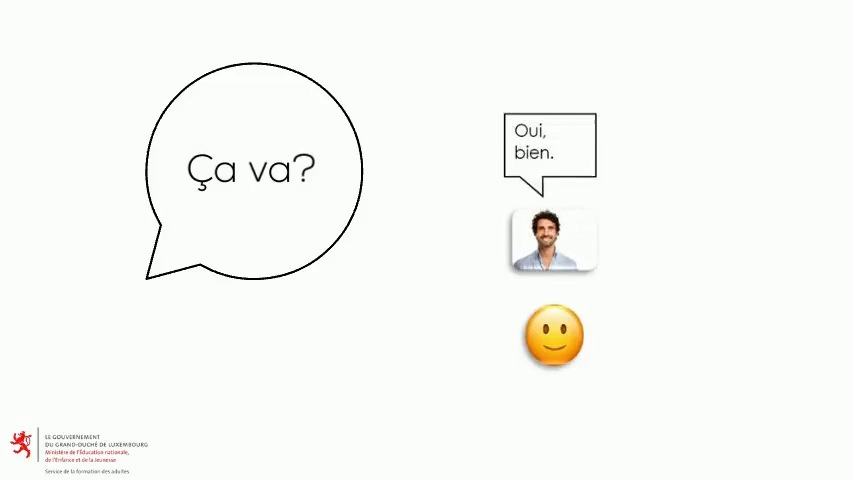 Ça va?
Oui,
bien.
LE GOUVERNEMENT
DU GRAND-DUCHÉ DE LUXEMBOURG
Ministère de l'Éducation nationale,
de l'Enfance et de la Jeunesse
Service de la formation des adultes